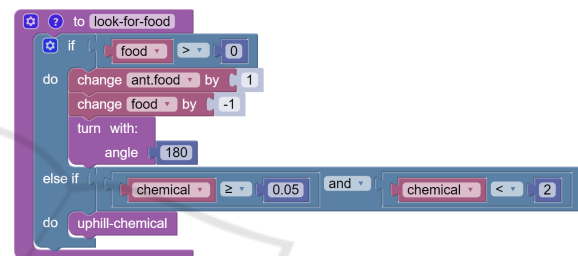 ? to look-for-food
if food > 0
do change ant.food by 1
change food by -1
turn with:
angle 180
else if chemical ≥ 0.05 and chemical < 2
do uphill-chemical